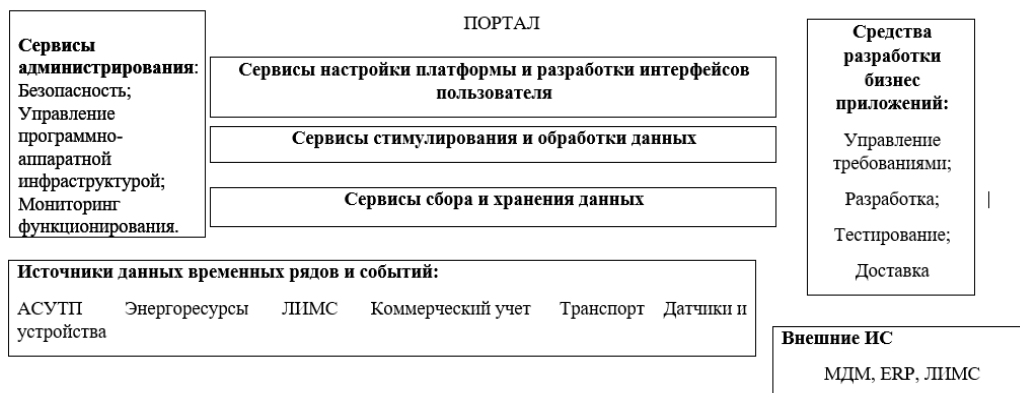 ПОРТАЛ
Сервисы
администрирования:
Безопасность;
Управление
программно-
аппаратной
инфраструктурой;
Мониторинг
функционирования.
Сервисы настройки платформы и разработки интерфейсов
пользователя
Сервисы стимулирования и обработки данных
Сервисы сбора и хранения данных
Средства
разработки
бизнес
приложений:
Управление
требованиями;
Разработка;
Тестирование;
Доставка
Источники данных временных рядов и событий:
АСУТП Энергоресурсы ЛИМС Коммерческий учет Транспорт Датчики и
устройства
Внешние ИС
МДМ, ERP, ЛИМС